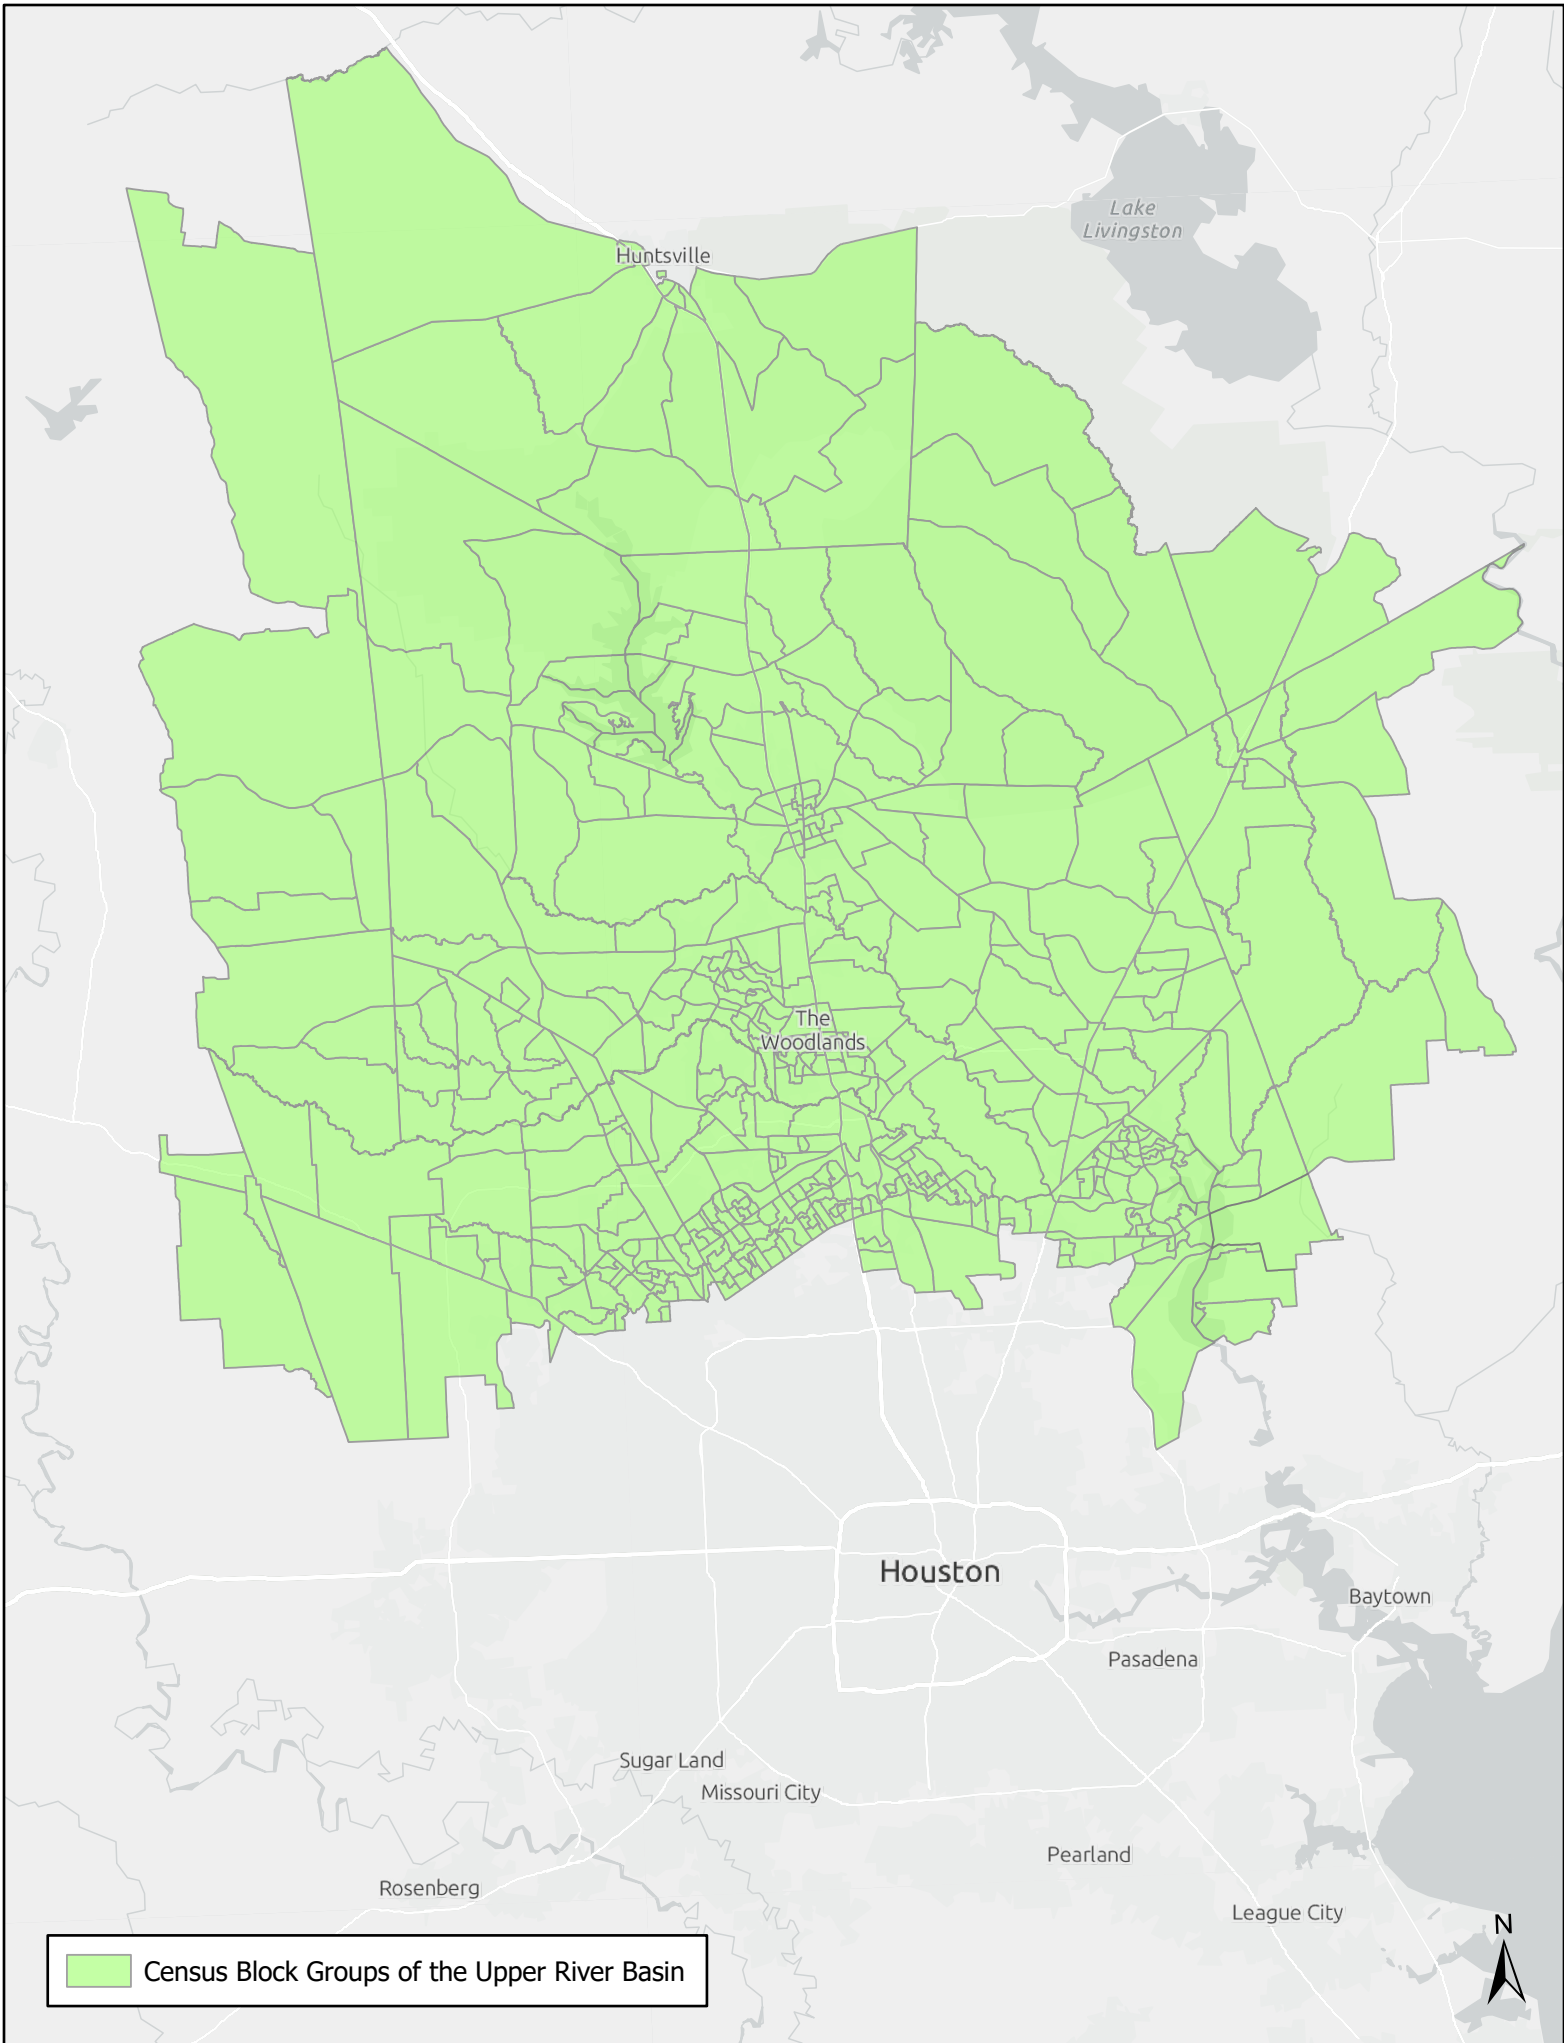 Lake
Livingston
Huntsville
The
Woodlands
Houston
Baytown
Pasadena
Sugar Land
Missouri City
Pearland
Rosenberg
League City
N
Census Block Groups of the Upper River Basin